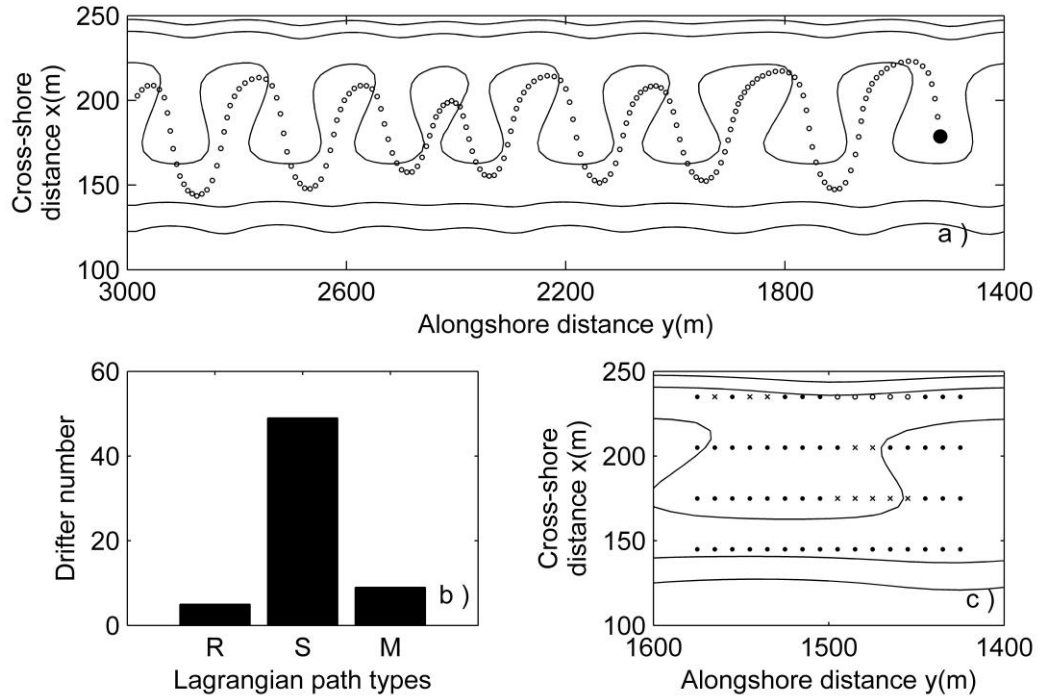 250
200
150
100
Cross-shore
distance x(m)
a )
3000 2600 2200 1800 1400
Alongshore distance y(m)
60
40
20
0
Drifter number
b )
R S M
Lagrangian path types
250
200
150
100
Cross-shore
distance x(m)
c )
1600 1500 1400
Alongshore distance y(m)